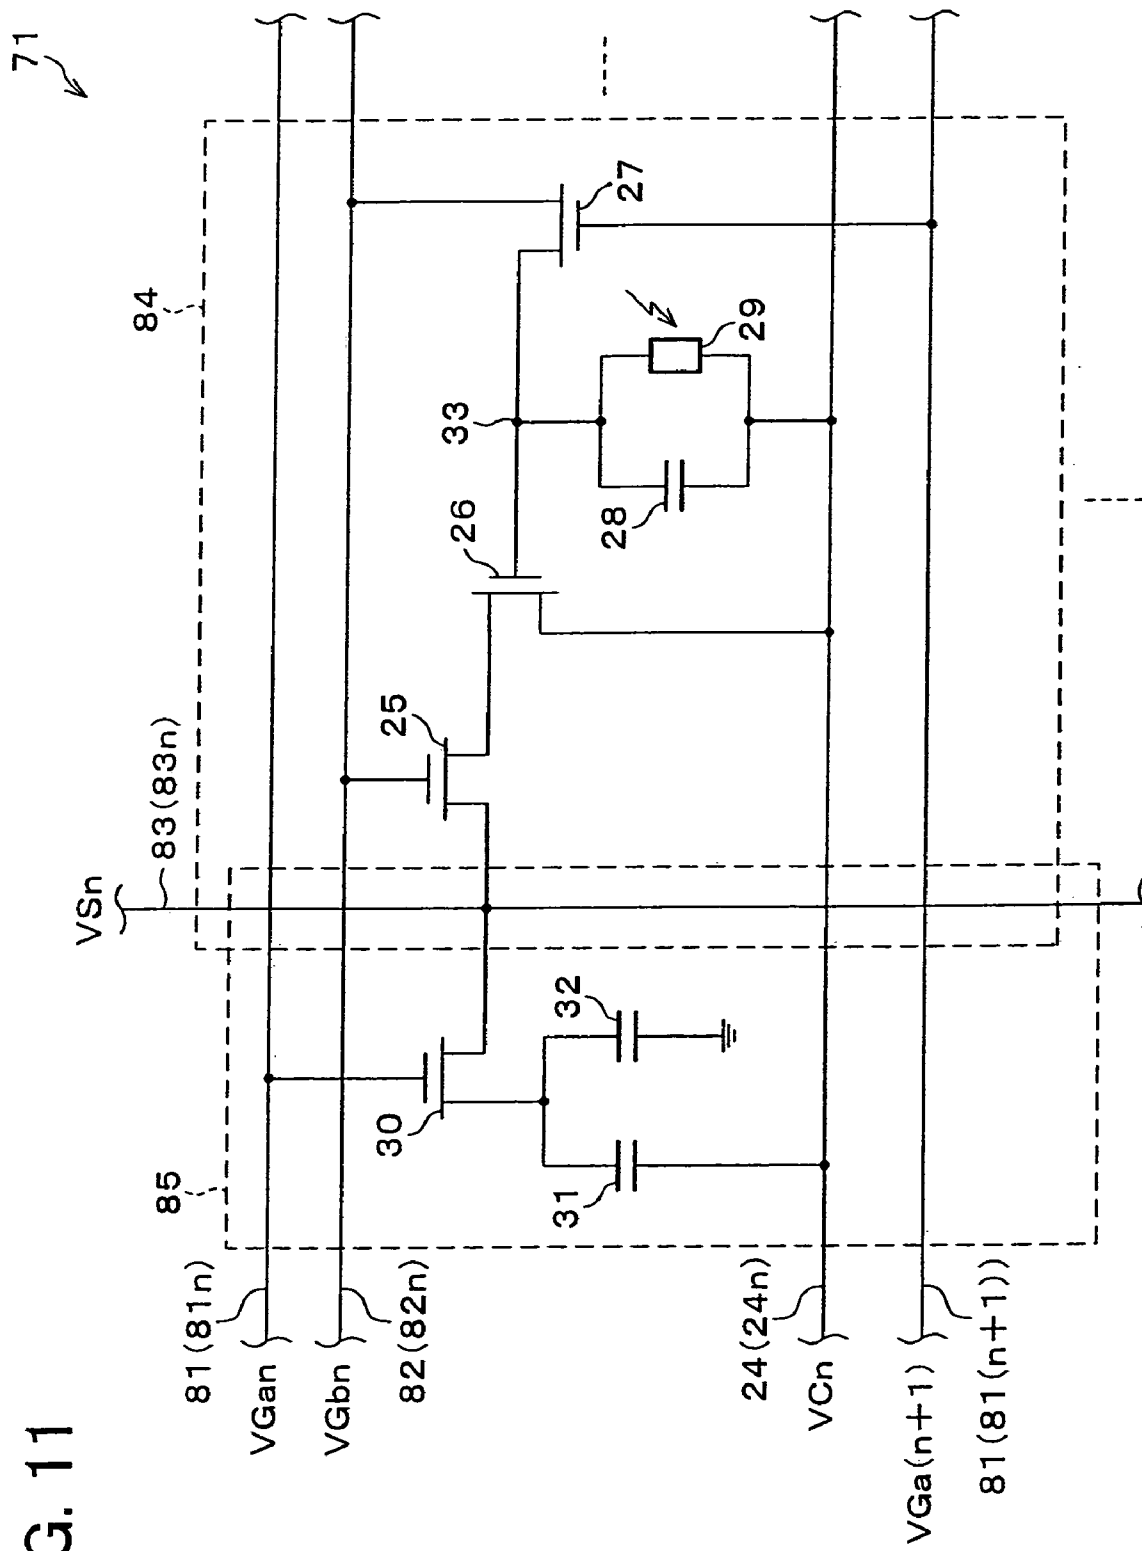 G. 11
71
VSn
83(83n)
84
85
25
26
33
27
28
29
30
31
32
81(81n)
VGan
VGbn
82(82n)
24(24n)
VCn
VGa(n+1)
81(81(n+1))